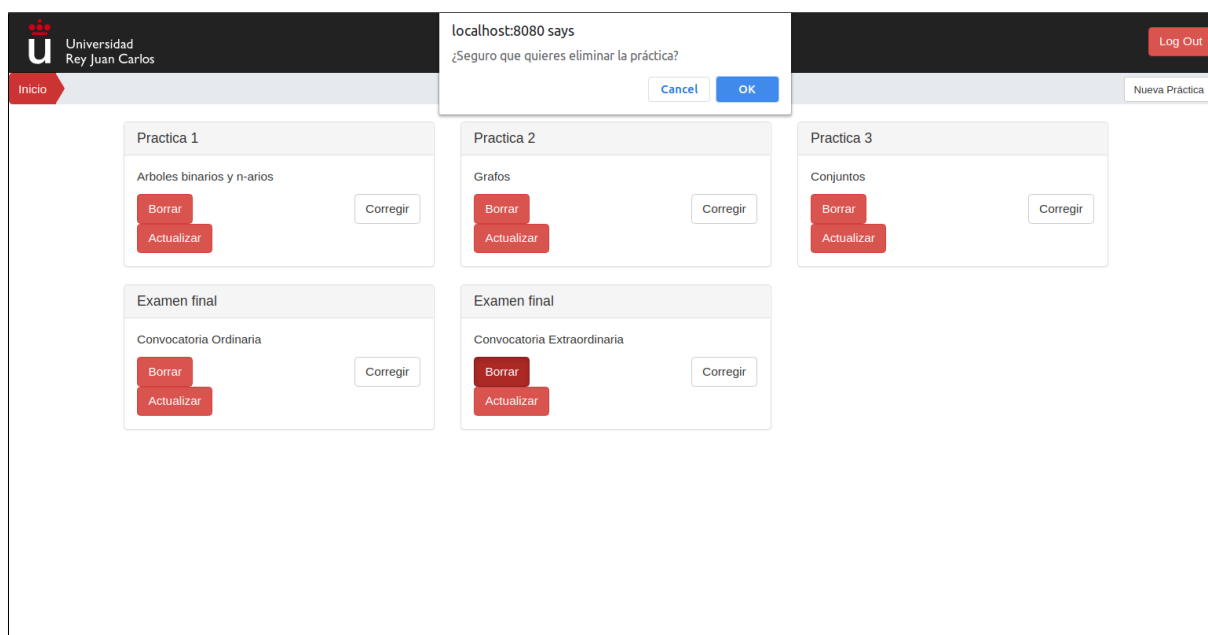 localhost:8080 says
¿Seguro que quieres eliminar la práctica?
Cancel
OK
Universidad
Rey Juan Carlos
Log Out
Inicio
Nueva Práctica
Practica 1
Arboles binarios y n-arios
Borrar
Corregir
Actualizar
Practica 2
Grafos
Borrar
Corregir
Actualizar
Practica 3
Conjuntos
Borrar
Corregir
Actualizar
Examen final
Convocatoria Ordinaria
Borrar
Corregir
Actualizar
Examen final
Convocatoria Extraordinaria
Borrar
Corregir
Actualizar